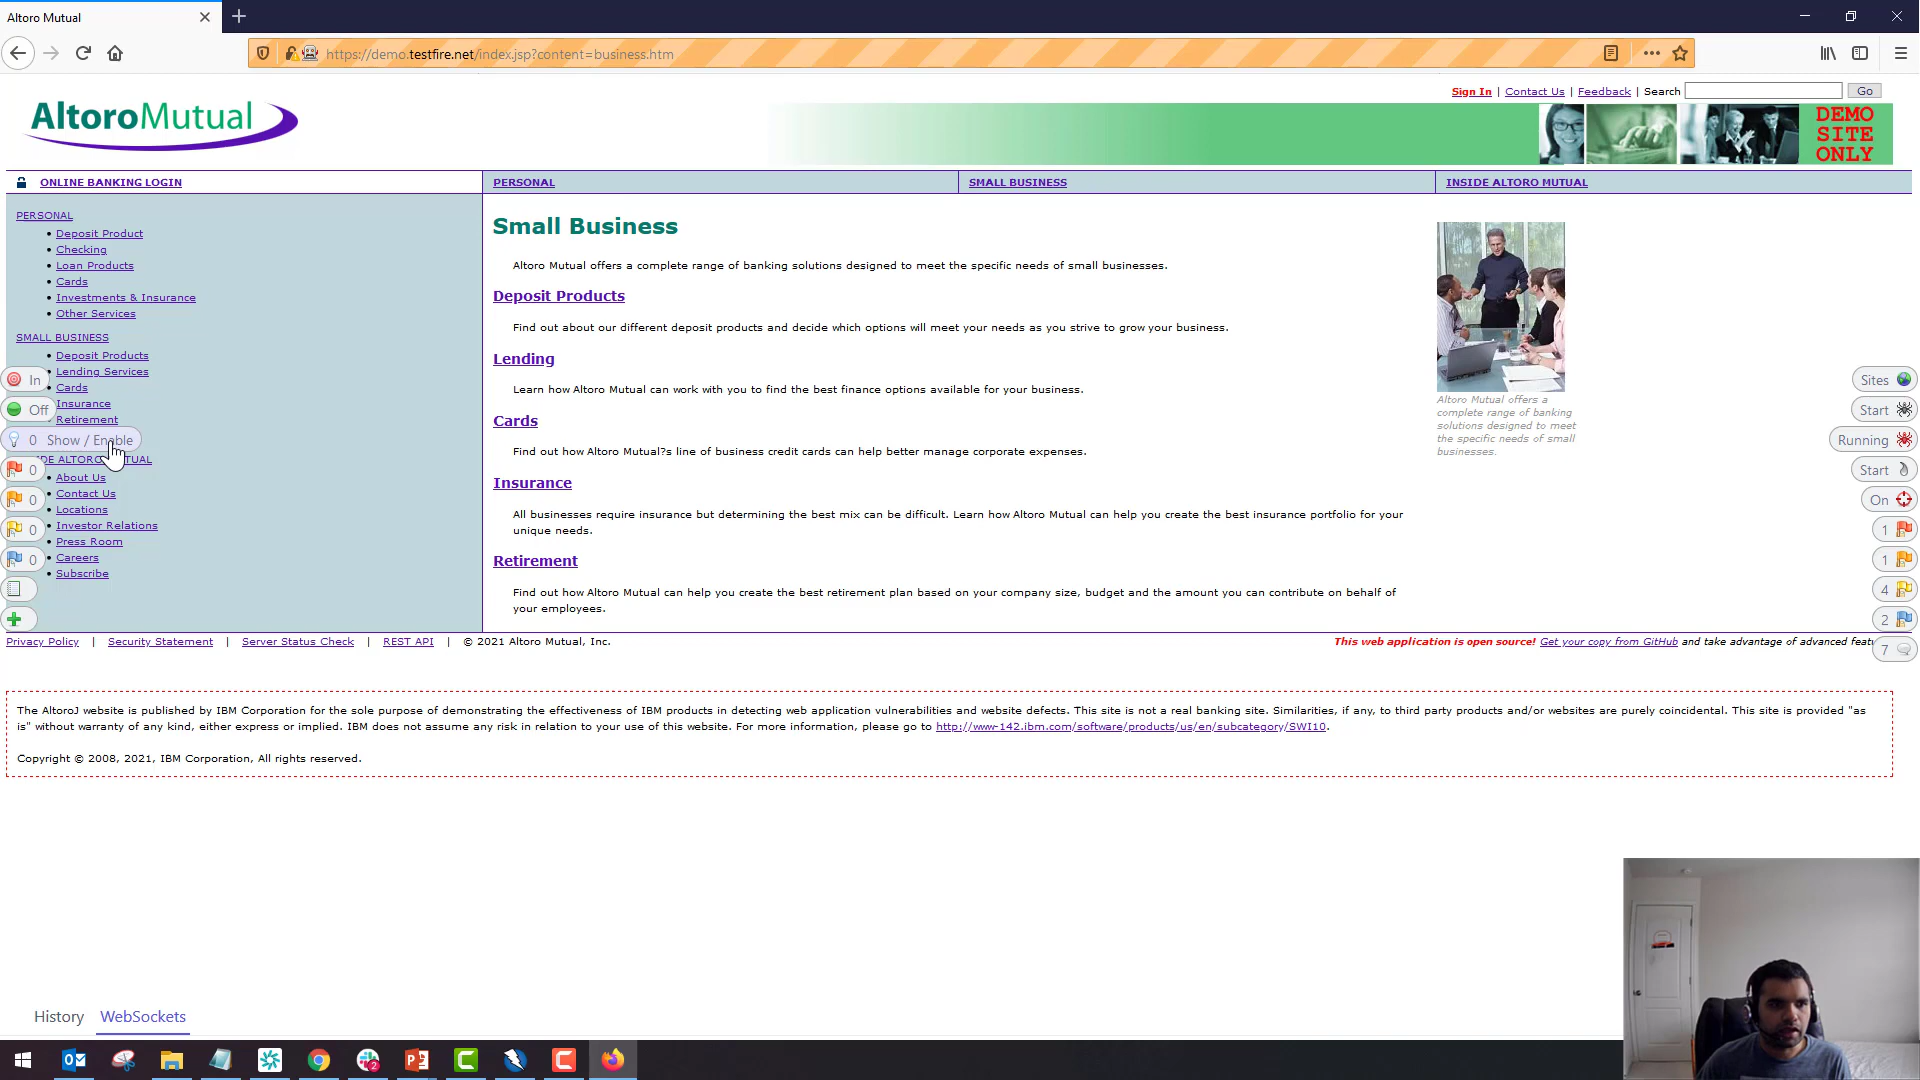 Altoro Mutual
https://demo.testfire.net/index.jsp?content=business.htm
Sign In | Contact Us | Feedback | Search
Go
AltoroMutual
DEMO
SITE
ONLY
ONLINE BANKING LOGIN
PERSONAL
SMALL BUSINESS
INSIDE ALTORO MUTUAL
PERSONAL
Deposit Product
Checking
Loan Products
Cards
Investments & Insurance
Other Services
SMALL BUSINESS
Deposit Products
Lending Services
Cards
Insurance
Retirement
IDE ALTORO MUTUAL
About Us
Contact Us
Locations
Investor Relations
Press Room
Careers
Subscribe
In
Off
0 Show / Enable
0
0
0
0
Small Business
Altoro Mutual offers a complete range of banking solutions designed to meet the specific needs of small businesses.
Deposit Products
Find out about our different deposit products and decide which options will meet your needs as you strive to grow your business.
Lending
Learn how Altoro Mutual can work with you to find the best finance options available for your business.
Cards
Find out how Altoro Mutual?s line of business credit cards can help better manage corporate expenses.
Insurance
All businesses require insurance but determining the best mix can be difficult. Learn how Altoro Mutual can help you create the best insurance portfolio for your
unique needs.
Retirement
Find out how Altoro Mutual can help you create the best retirement plan based on your company size, budget and the amount you can contribute on behalf of
your employees.
Altoro Mutual offers a
complete range of banking
solutions designed to meet
the specific needs of small
businesses.
Sites
Start
Running
Start
On
1
1
4
2
7
Privacy Policy | Security Statement | Server Status Check | REST API | © 2021 Altoro Mutual, Inc.
This web application is open source! Get your copy from GitHub and take advantage of advanced featu
The AltoroJ website is published by IBM Corporation for the sole purpose of demonstrating the effectiveness of IBM products in detecting web application vulnerabilities and website defects. This site is not a real banking site. Similarities, if any, to third party products and/or websites are purely coincidental. This site is provided "as
is" without warranty of any kind, either express or implied. IBM does not assume any risk in relation to your use of this website. For more information, please go to http://www-142.ibm.com/software/products/us/en/subcategory/SWI10.
Copyright © 2008, 2021, IBM Corporation, All rights reserved.
History
WebSockets